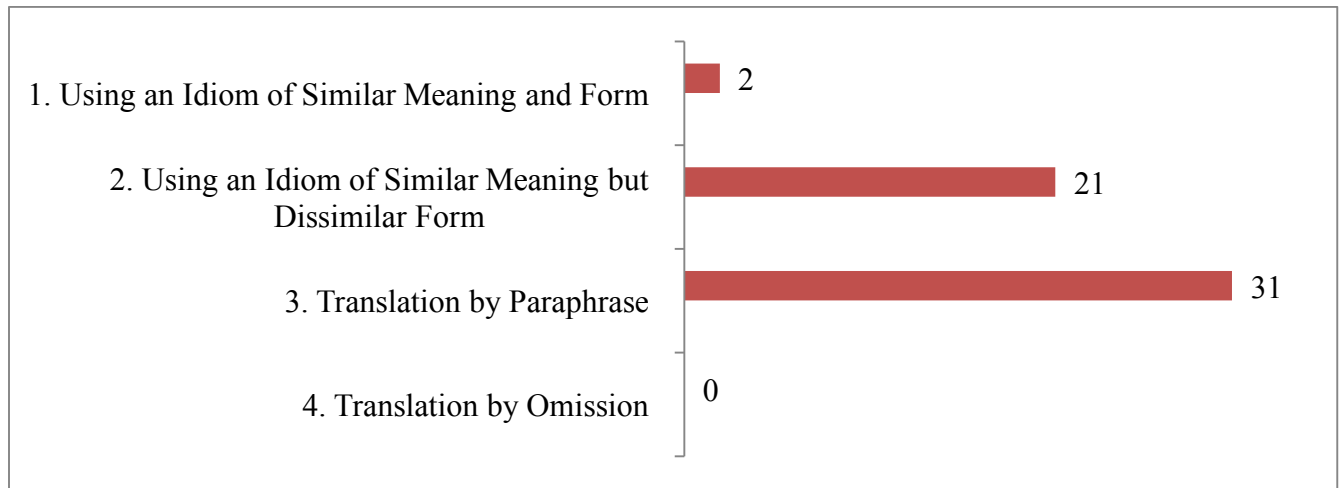 1. Using an Idiom of Similar Meaning and Form
2
2. Using an Idiom of Similar Meaning but
Dissimilar Form
21
3. Translation by Paraphrase
31
4. Translation by Omission
0